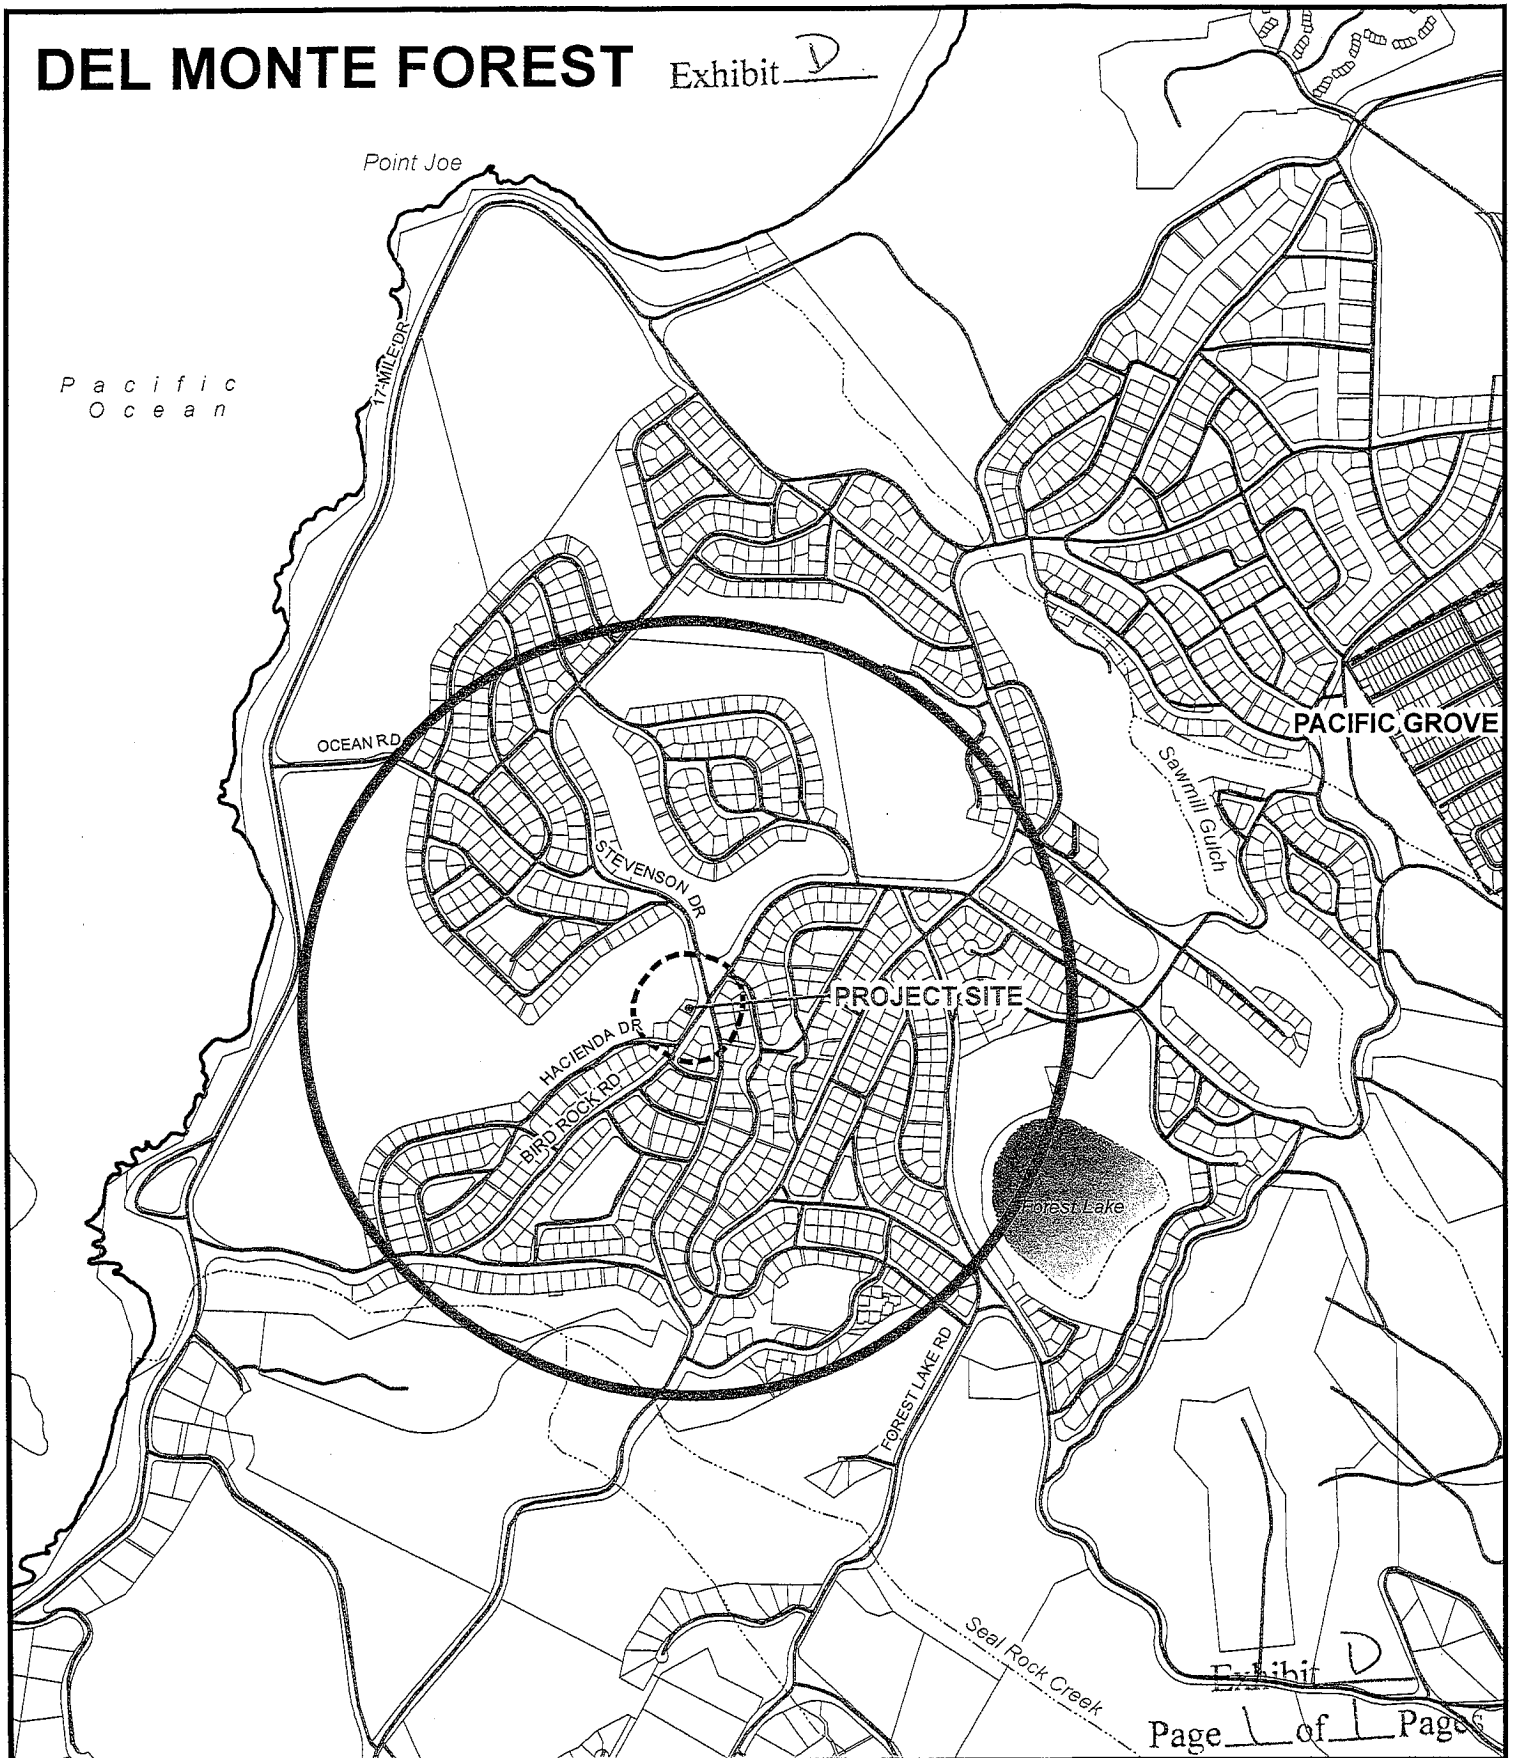 DEL MONTE FOREST Exhibit D
Point Joe
17-MILE DR
Pacific
Ocean
PACIFIC GROVE
OCEAN RD
Sawmill Gulch
STEVENSON DR
PROJECT SITE
HACIENDA DR
BIRD ROCK RD
Forest Lake
FOREST LAKE RD
Seal Rock Creek
Exhibit D
Page 1 of 1 Pages